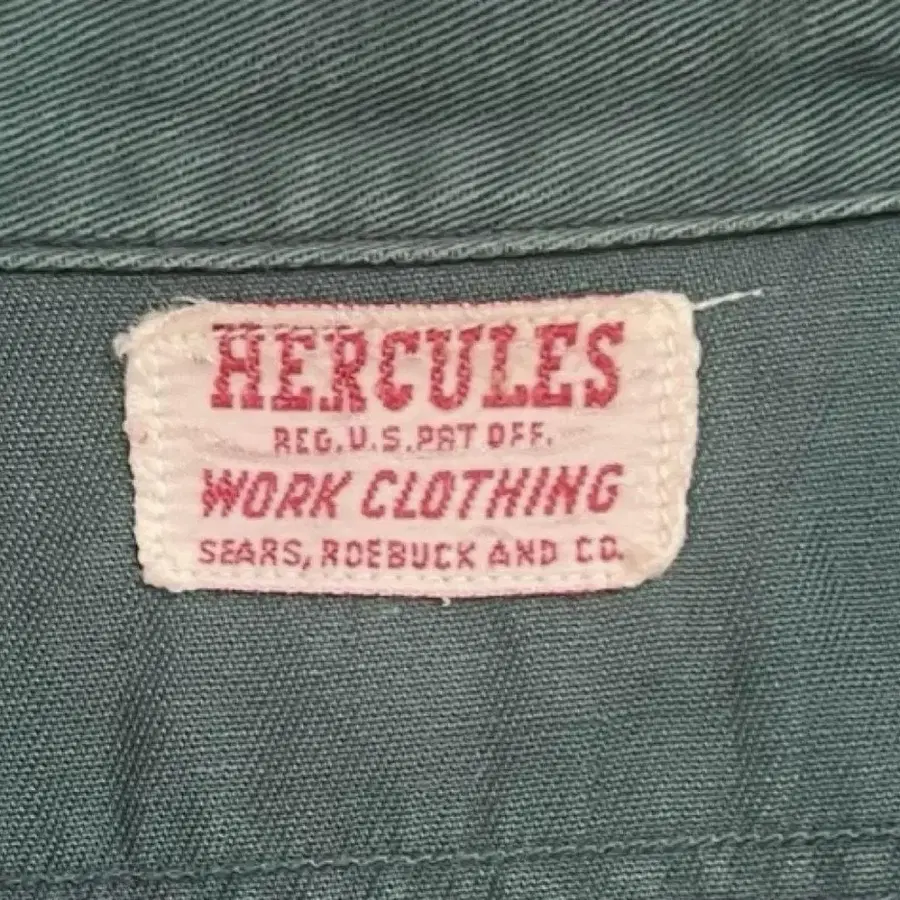 HERCULES
REG. U.S. PAT OFF.
WORK CLOTHING
SEARS, ROEBUCK AND CO.